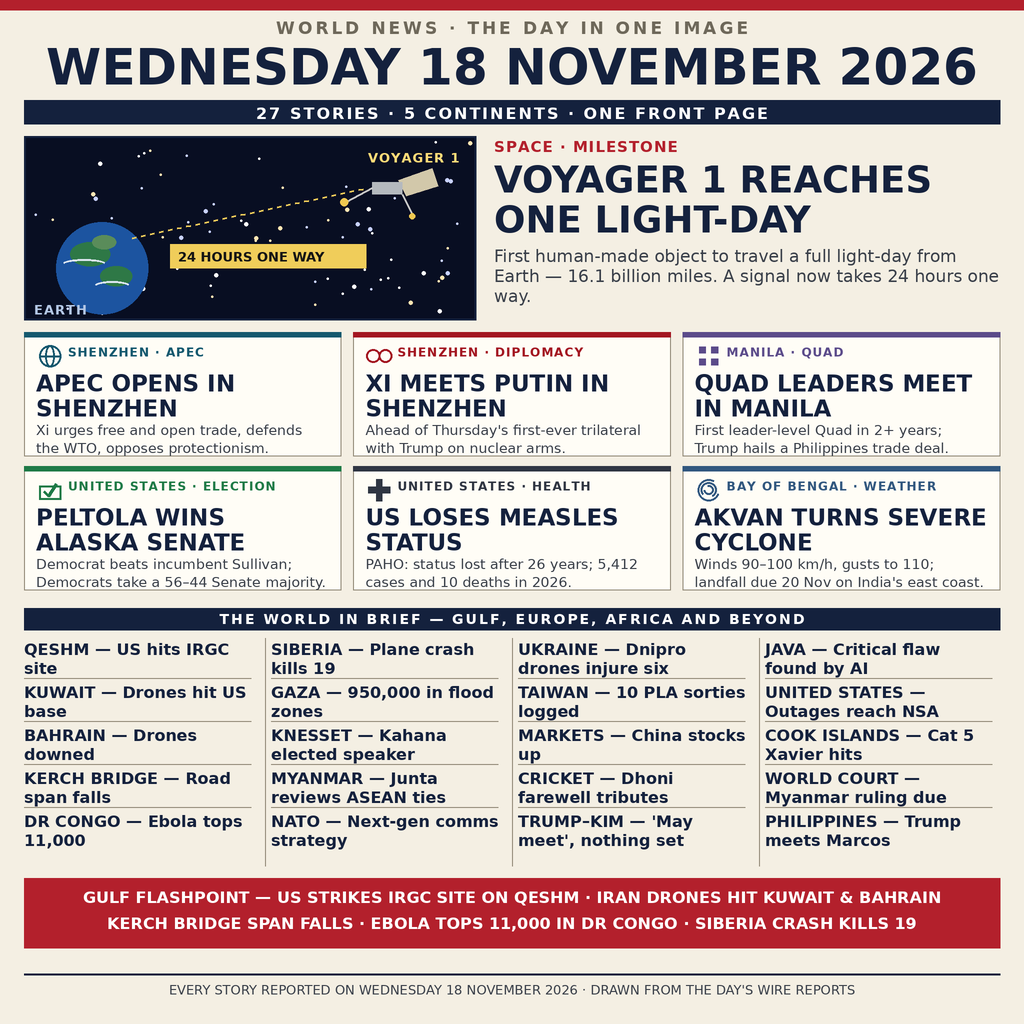 WORLD NEWS · THE DAY IN ONE IMAGE
WEDNESDAY 18 NOVEMBER 2026
27 STORIES · 5 CONTINENTS · ONE FRONT PAGE
VOYAGER 1
24 HOURS ONE WAY
EARTH
SPACE · MILESTONE
VOYAGER 1 REACHES
ONE LIGHT-DAY
First human-made object to travel a full light-day from
Earth — 16.1 billion miles. A signal now takes 24 hours one
way.
SHENZHEN · APEC
APEC OPENS IN
SHENZHEN
Xi urges free and open trade, defends
the WTO, opposes protectionism.
SHENZHEN · DIPLOMACY
XI MEETS PUTIN IN
SHENZHEN
Ahead of Thursday's first-ever trilateral
with Trump on nuclear arms.
MANILA · QUAD
QUAD LEADERS MEET
IN MANILA
First leader-level Quad in 2+ years;
Trump hails a Philippines trade deal.
UNITED STATES · ELECTION
PELTOLA WINS
ALASKA SENATE
Democrat beats incumbent Sullivan;
Democrats take a 56–44 Senate majority.
UNITED STATES · HEALTH
US LOSES MEASLES
STATUS
PAHO: status lost after 26 years; 5,412
cases and 10 deaths in 2026.
BAY OF BENGAL · WEATHER
AKVAN TURNS SEVERE
CYCLONE
Winds 90–100 km/h, gusts to 110;
landfall due 20 Nov on India's east coast.
THE WORLD IN BRIEF — GULF, EUROPE, AFRICA AND BEYOND
QESHM — US hits IRGC
site
KUWAIT — Drones hit US
base
BAHRAIN — Drones
downed
KERCH BRIDGE — Road
span falls
DR CONGO — Ebola tops
11,000
SIBERIA — Plane crash
kills 19
GAZA — 950,000 in flood
zones
KNESSET — Kahana
elected speaker
MYANMAR — Junta
reviews ASEAN ties
NATO — Next-gen comms
strategy
UKRAINE — Dnipro
drones injure six
TAIWAN — 10 PLA sorties
logged
MARKETS — China stocks
up
CRICKET — Dhoni
farewell tributes
TRUMP–KIM — 'May
meet', nothing set
JAVA — Critical flaw
found by AI
UNITED STATES —
Outages reach NSA
COOK ISLANDS — Cat 5
Xavier hits
WORLD COURT —
Myanmar ruling due
PHILIPPINES — Trump
meets Marcos
GULF FLASHPOINT — US STRIKES IRGC SITE ON QESHM · IRAN DRONES HIT KUWAIT & BAHRAIN
KERCH BRIDGE SPAN FALLS · EBOLA TOPS 11,000 IN DR CONGO · SIBERIA CRASH KILLS 19
EVERY STORY REPORTED ON WEDNESDAY 18 NOVEMBER 2026 · DRAWN FROM THE DAY'S WIRE REPORTS